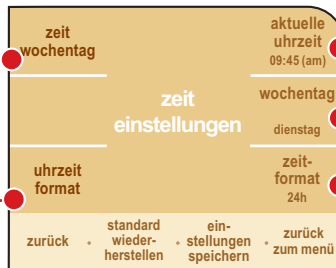 zeit
wochentag
uhrzeit
format
zeit
einstellungen
aktuelle
uhrzeit
09:45 (am)
wochentag
dienstag
zeit-
format
24h
zurück
standard
wieder-
herstellen
ein-
stellungen
speichern
zurück
zum menü